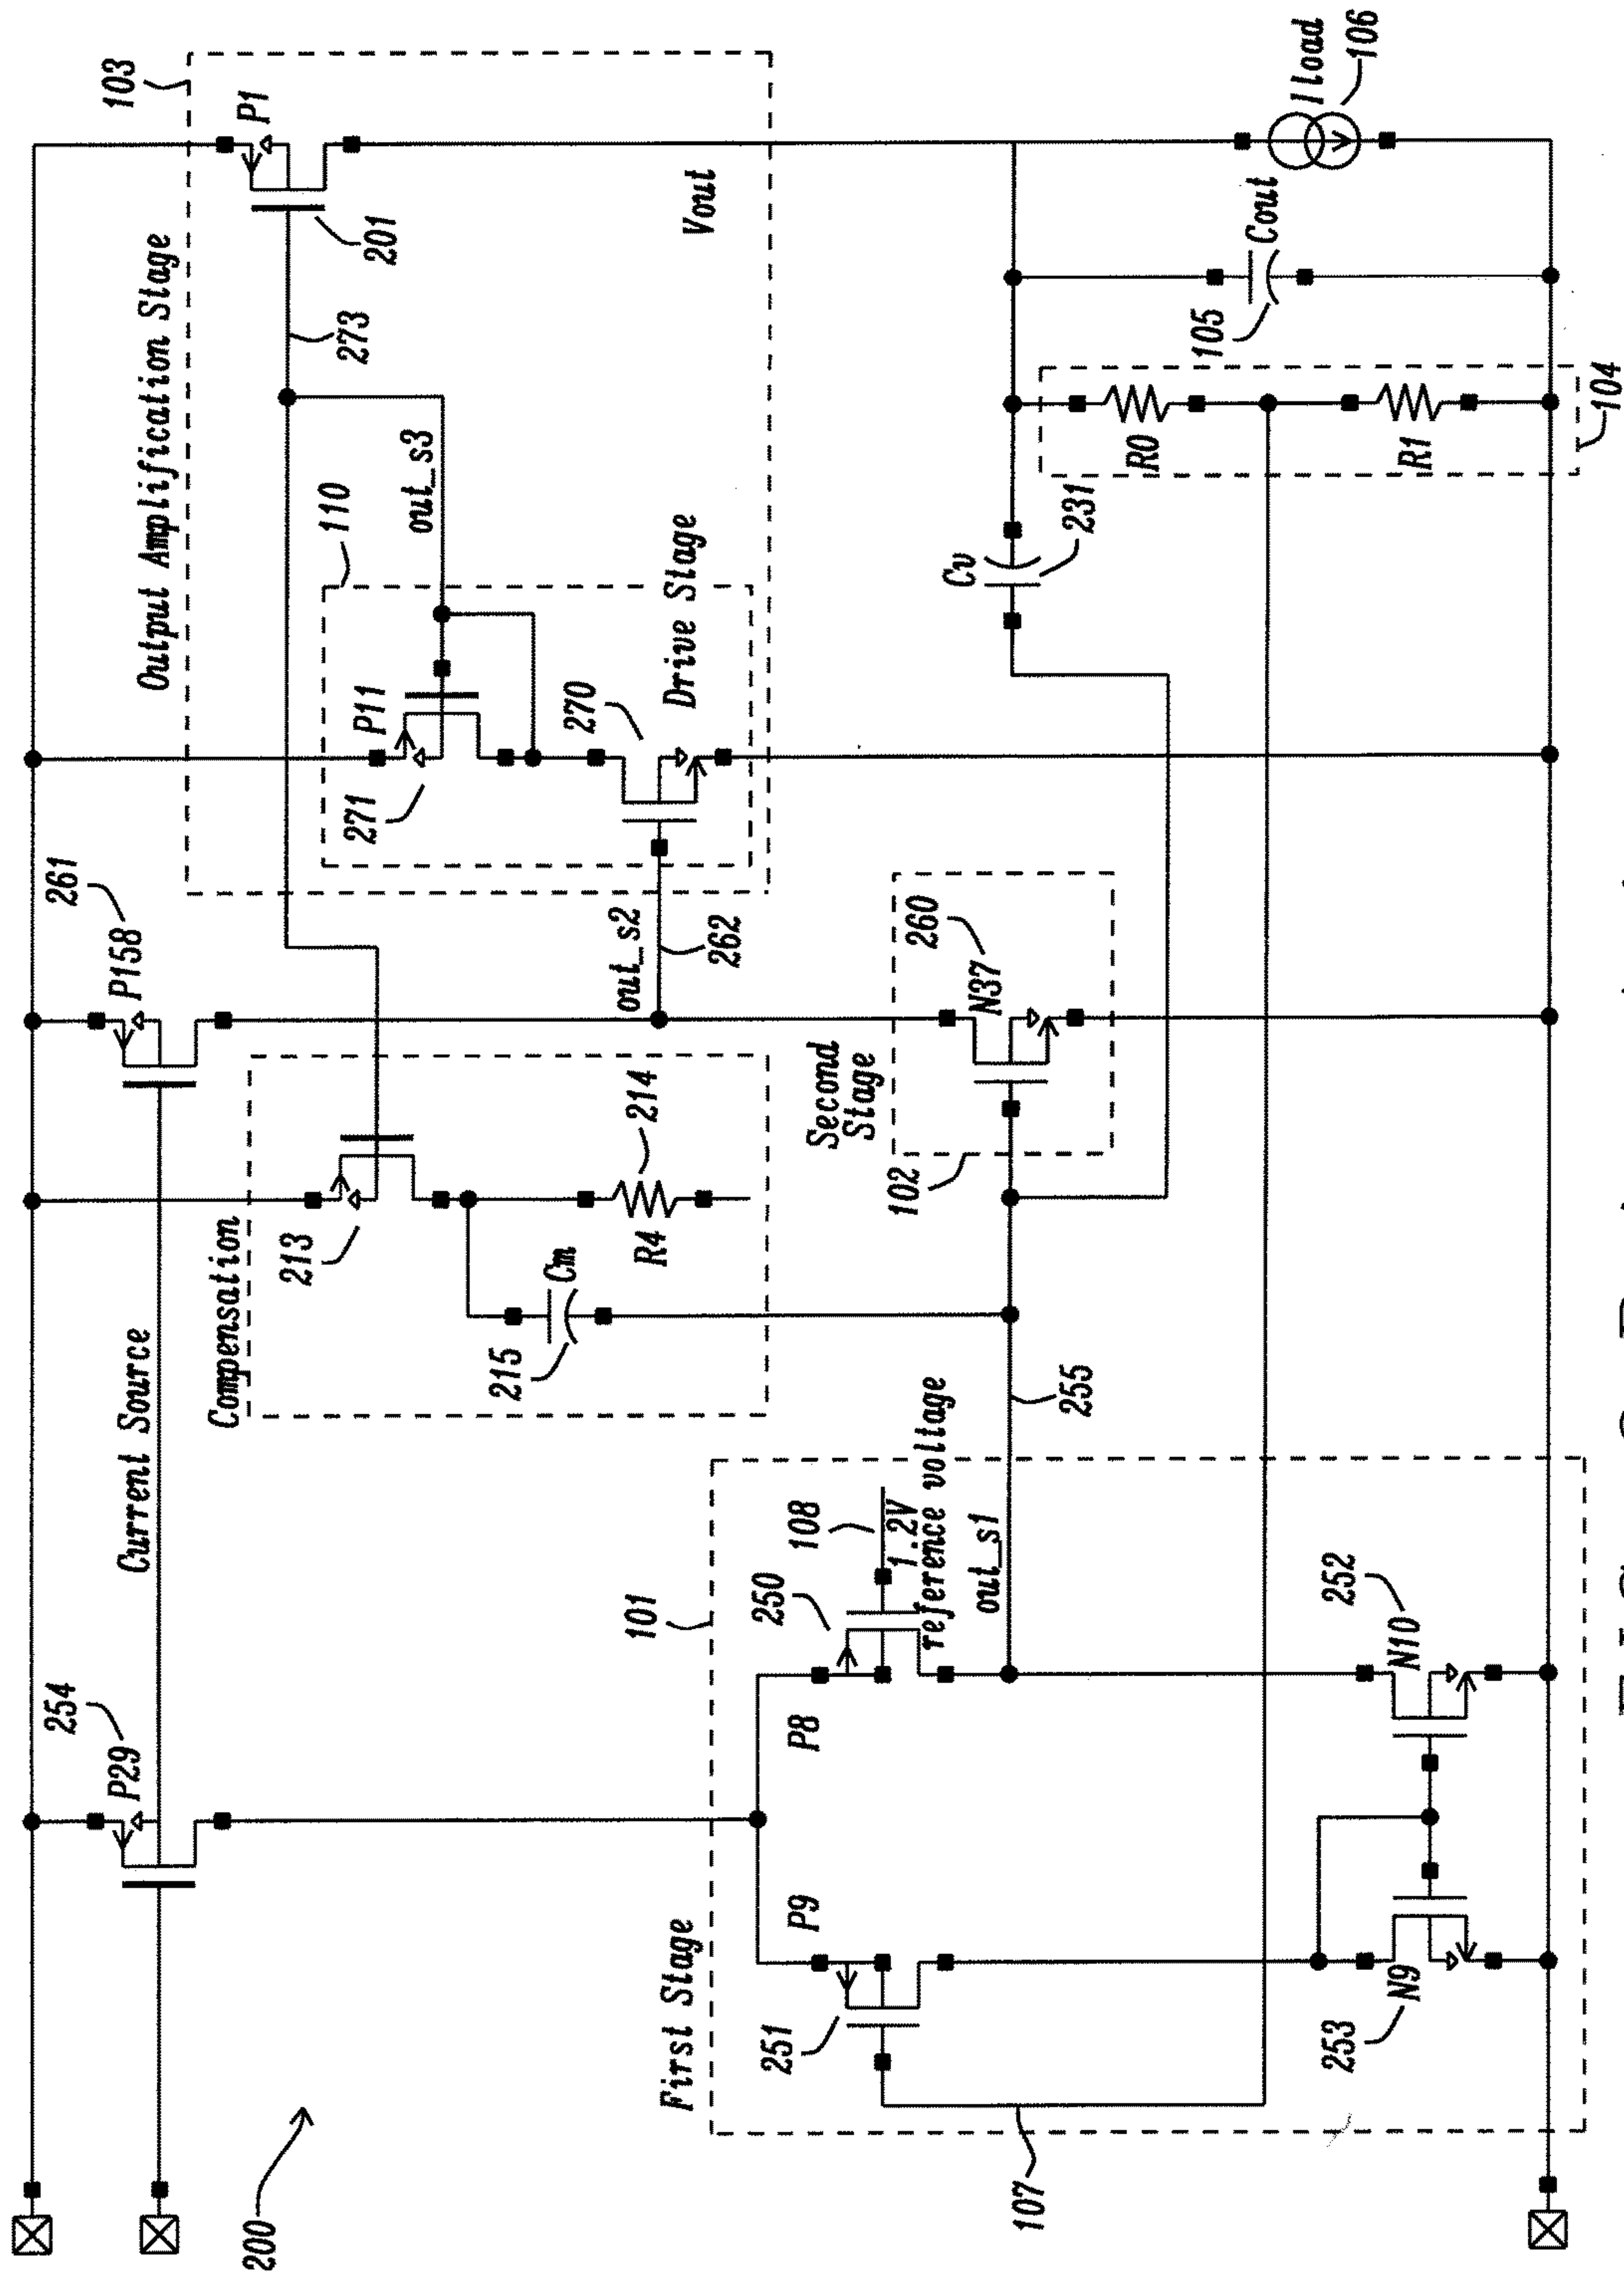 200
254
P29
Current Source
261
P158
103
Output Amplification Stage
P1
201
273
110
out_s3
P11
271
270
Drive Stage
Vout
Compensation
213
214
R4
Cm
215
out_s2
262
Second
Stage
102
260
N37
255
Cv
231
105
Cout
Iload
106
R0
R1
104
First Stage
101
P9
251
P8
250
108
1.2V
reference voltage
out_s1
107
N9
253
N10
252